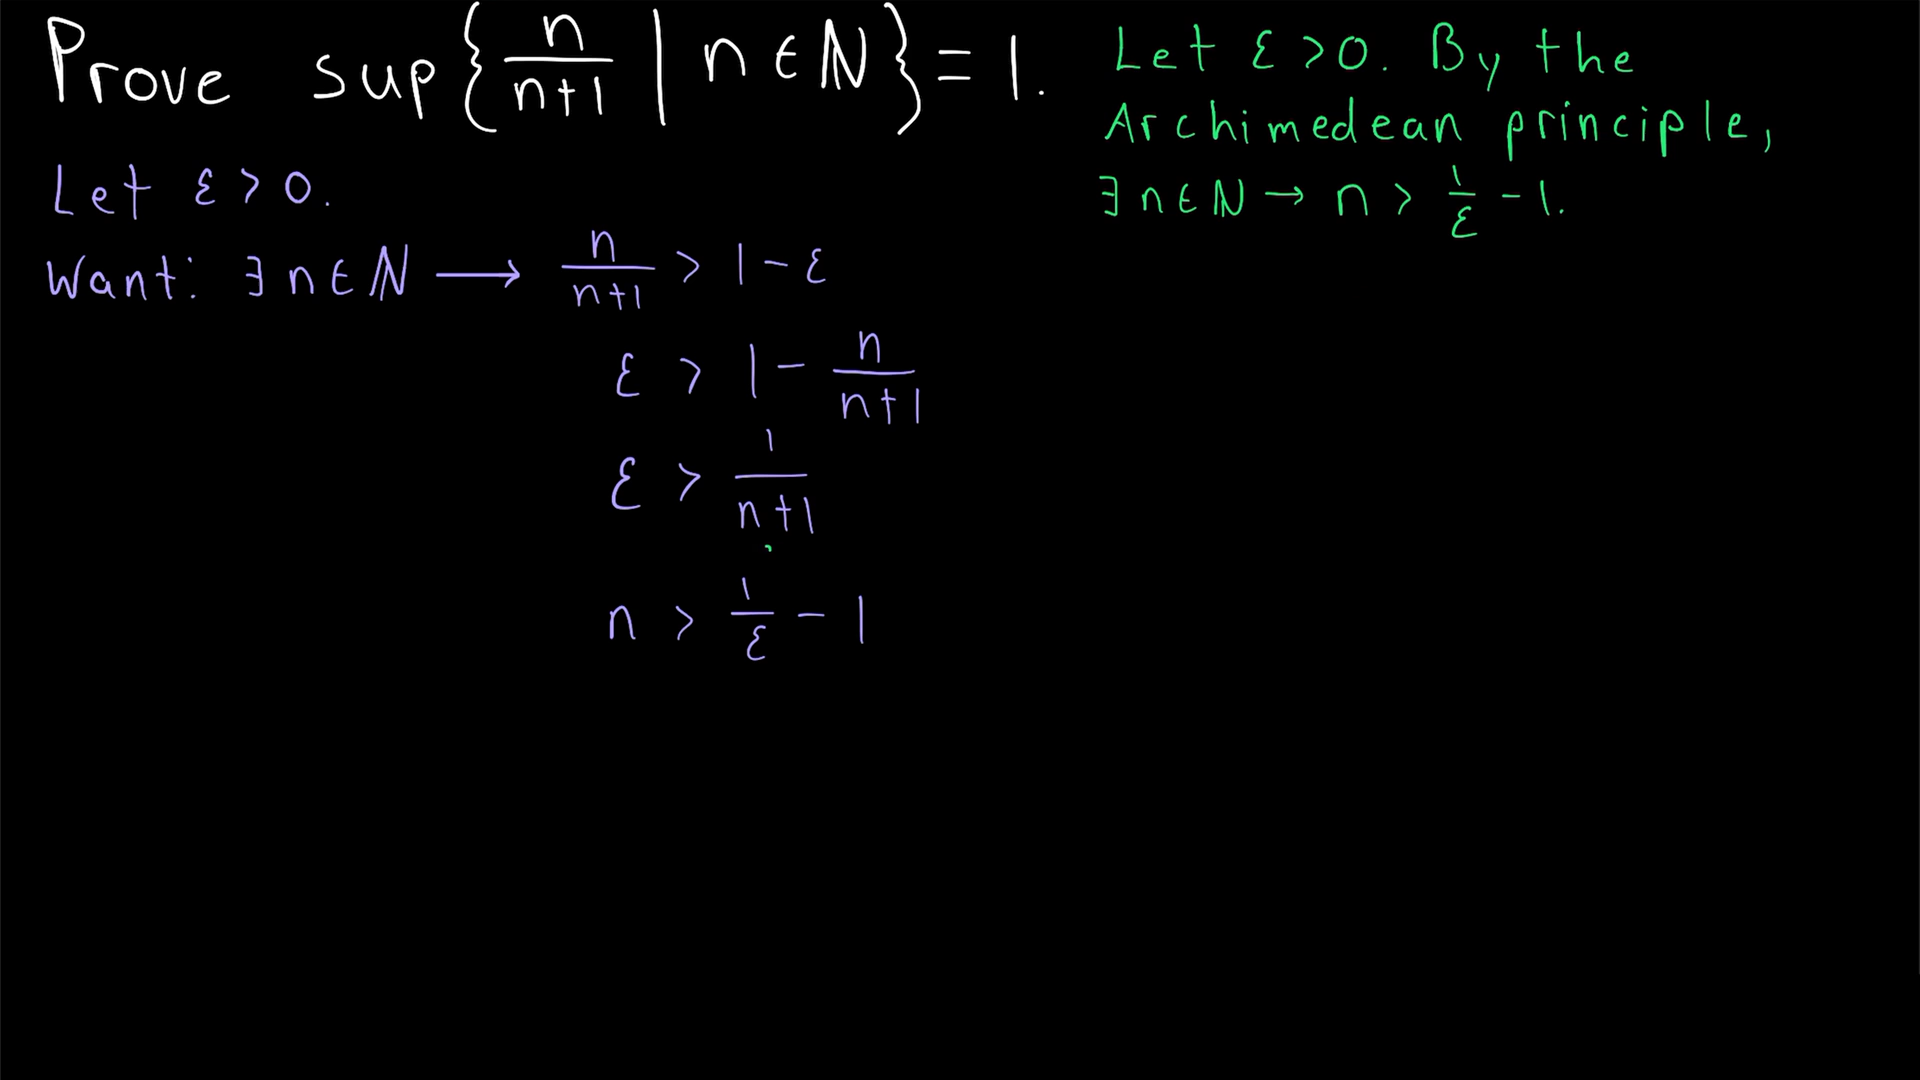 Prove sup{n/(n+1) | n ∈ ℕ} = 1.
Let ε > 0.
Want: ∃ n ∈ ℕ → n/(n+1) > 1 - ε
ε > 1 - n/(n+1)
ε > 1/(n+1)
n > 1/ε - 1
Let ε > 0. By the
Archimedean principle,
∃ n ∈ ℕ → n > 1/ε - 1.